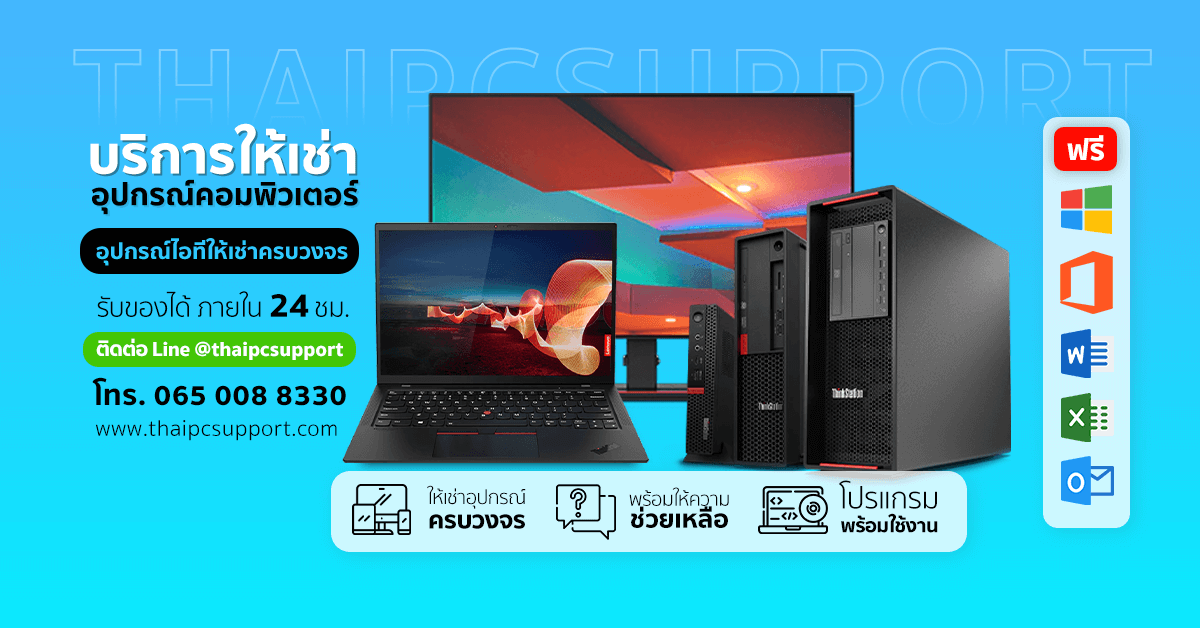 THAIPCSUPPORT
บริการให้เช่า
อุปกรณ์คอมพิวเตอร์
อุปกรณ์ไอทีให้เช่าครบวงจร
รับของได้ ภายใน 24 ชม.
ติดต่อ Line @thaipcsupport
โทร. 065 008 8330
www.thaipcsupport.com
Lenovo
ThinkStation
ThinkStation
ให้เช่าอุปกรณ์
ครบวงจร
พร้อมให้ความ
ช่วยเหลือ
โปรแกรม
พร้อมใช้งาน
ฟรี
W
X
O